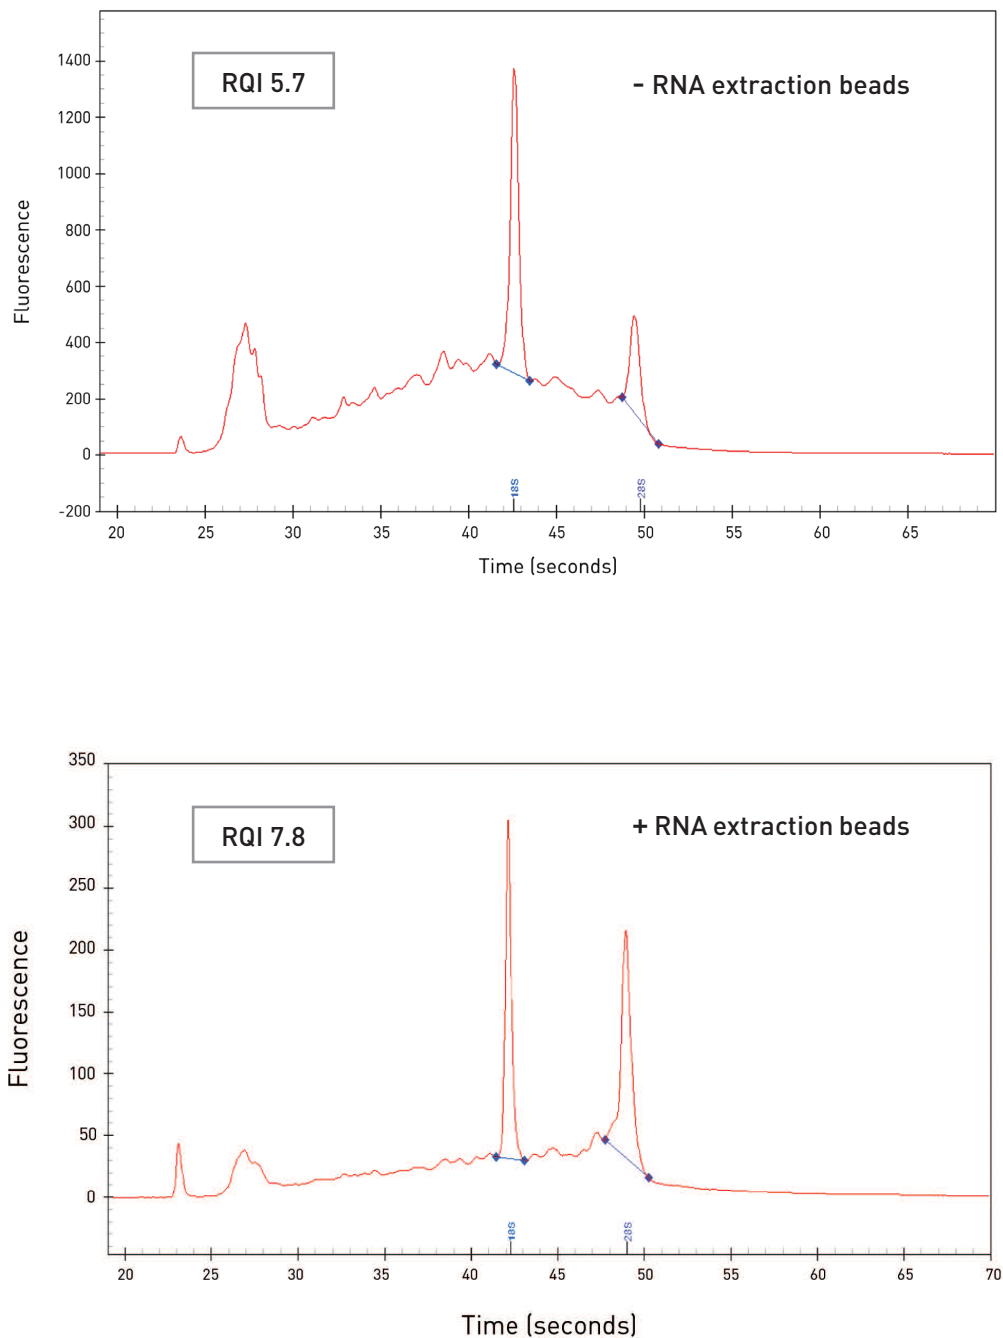 1400
RQI 5.7
- RNA extraction beads
1200
1000
800
600
400
200
0
-200
Fluorescence
18S
28S
20 25 30 35 40 45 50 55 60 65
Time (seconds)
350
300
RQI 7.8
+ RNA extraction beads
250
200
150
100
50
0
Fluorescence
18S
28S
20 25 30 35 40 45 50 55 60 65 70
Time (seconds)